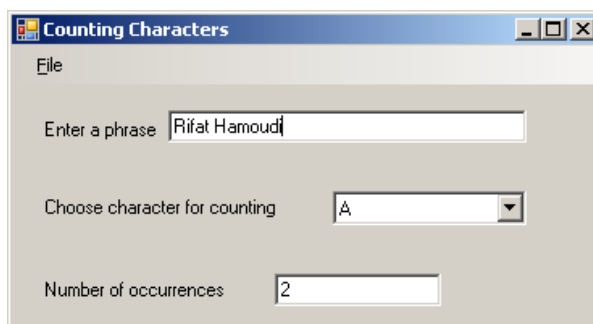 Counting Characters
File
Enter a phrase Rifat Hamoudi
Choose character for counting A
Number of occurrences 2